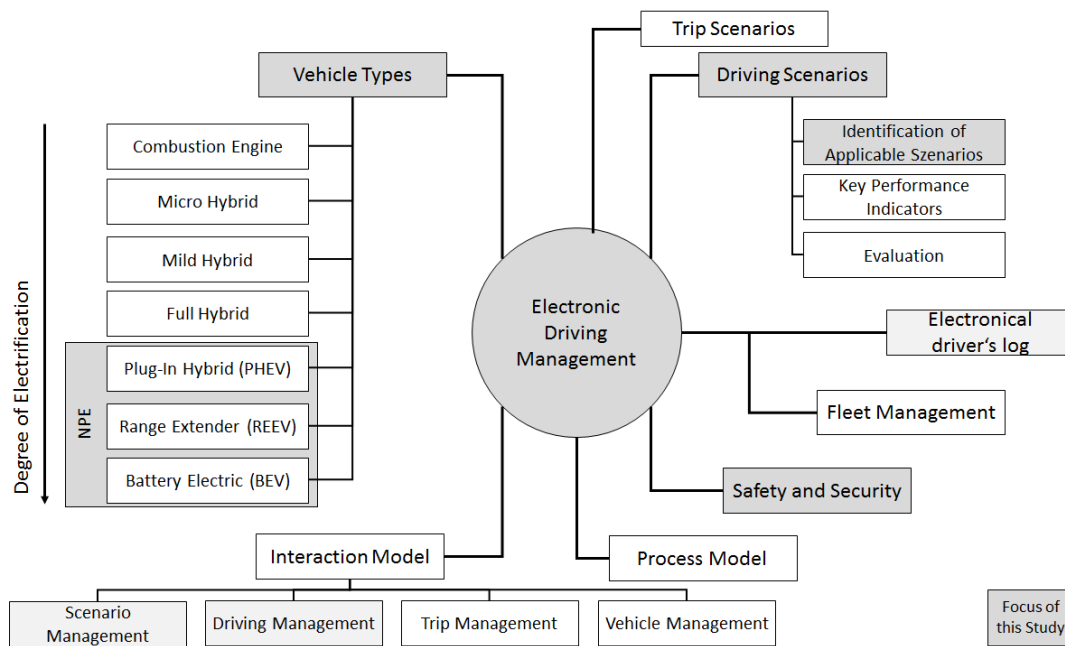 Trip Scenarios
Vehicle Types
Driving Scenarios
Combustion Engine
Identification of
Applicable Szenarios
Micro Hybrid
Key Performance
Indicators
Mild Hybrid
Evaluation
Full Hybrid
Electronic
Driving
Management
Electronical
driver's log
Degree of Electrification
NPE
Plug-In Hybrid (PHEV)
Range Extender (REEV)
Battery Electric (BEV)
Fleet Management
Safety and Security
Interaction Model
Process Model
Scenario
Management
Driving Management
Trip Management
Vehicle Management
Focus of
this Study